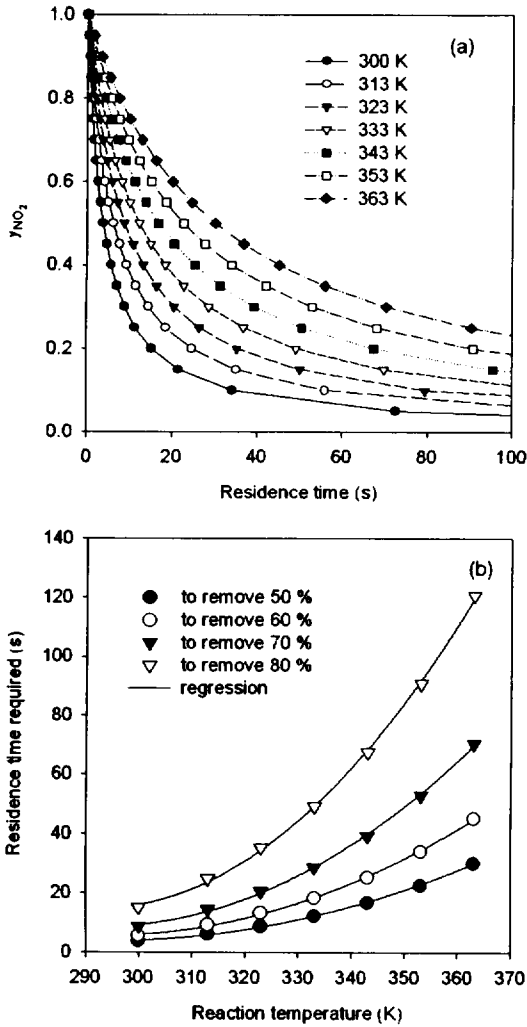 (a)
300 K
313 K
323 K
333 K
343 K
353 K
363 K
1.0
0.8
0.6
0.4
0.2
0.0
yNO2
0 20 40 60 80 100
Residence time (s)
(b)
to remove 50 %
to remove 60 %
to remove 70 %
to remove 80 %
regression
140
120
100
80
60
40
20
0
Residence time required (s)
290 300 310 320 330 340 350 360 370
Reaction temperature (K)